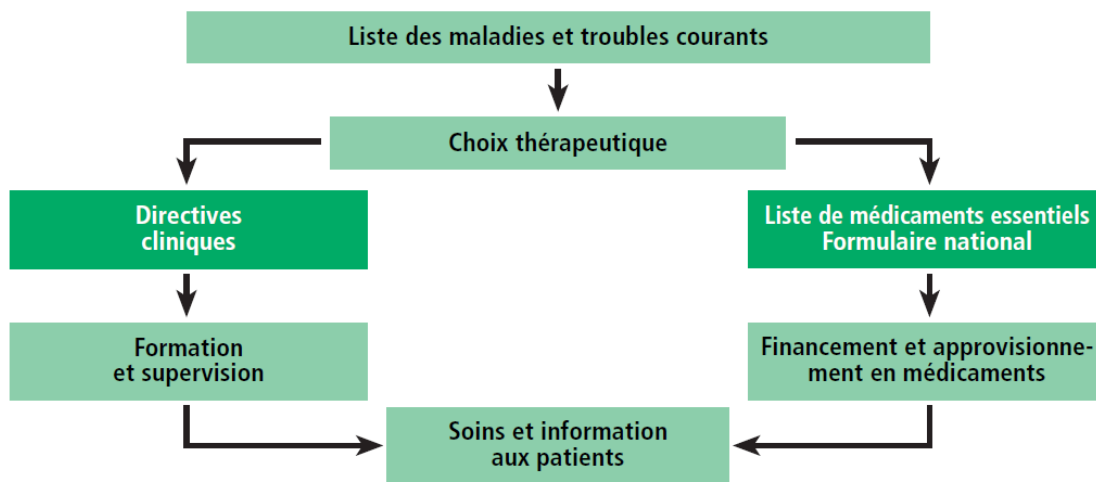 Liste des maladies et troubles courants
Choix thérapeutique
Directives
cliniques
Liste de médicaments essentiels
Formulaire national
Formation
et supervision
Financement et approvisionne-
ment en médicaments
Soins et information
aux patients